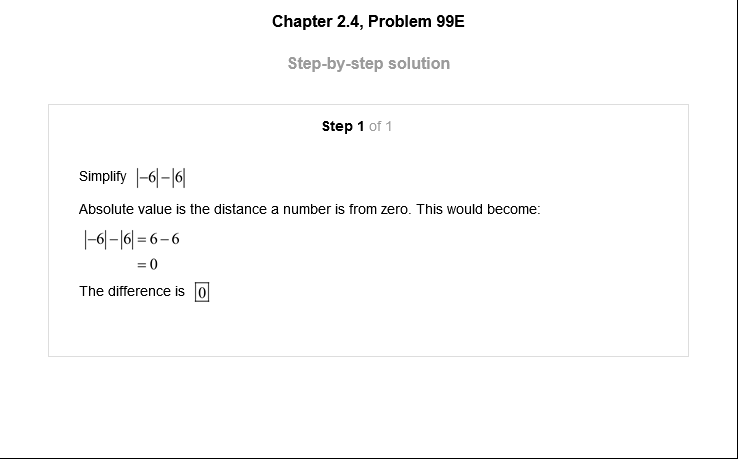 Chapter 2.4, Problem 99E
Step-by-step solution
Step 1 of 1
Simplify |−6|−|6|
Absolute value is the distance a number is from zero. This would become:
|−6|−|6| = 6−6
= 0
The difference is 0